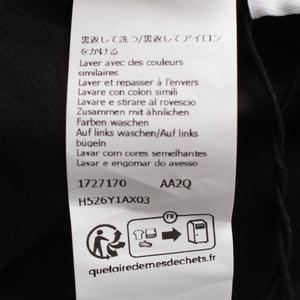 裏返して洗う/裏返してアイロン
をかける
Laver avec des couleurs
similaires
Laver et repasser à l'envers
Lavare con colori simili
Lavare e stirare al rovescio
Zusammen mit ähnlichen
Farben waschen
Auf links waschen/Auf links
bügeln
Lavar com cores semelhantes
Lavar e engomar do avesso
1727170 AA2Q
H526Y1AX03
FR
quefairedemesdechets.fr